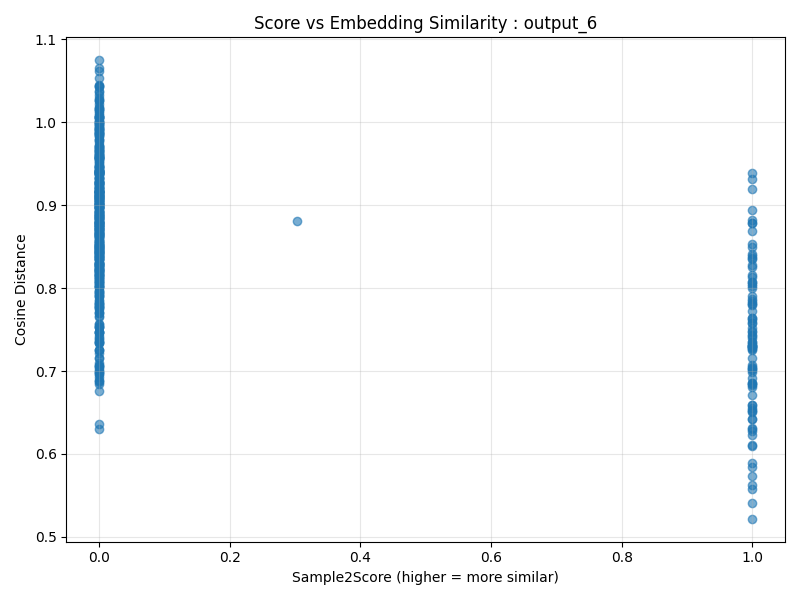 Score vs Embedding Similarity : output_6
1.1
1.0
0.9
0.8
0.7
0.6
0.5
Cosine Distance
0.0 0.2 0.4 0.6 0.8 1.0
Sample2Score (higher = more similar)